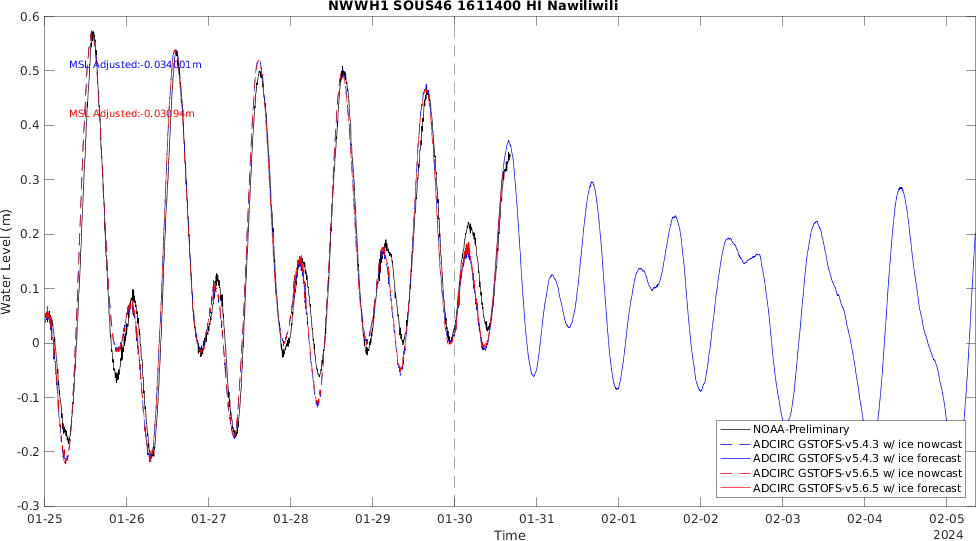 NWWH1 SOUS46 1611400 HI Nawiliwili
0.6
0.5
0.4
0.3
0.2
0.1
0
-0.1
-0.2
-0.3
Water Level (m)
MSL Adjusted:-0.034001m
MSL Adjusted:-0.03094m
NOAA-Preliminary
ADCIRC GSTOFS-v5.4.3 w/ ice nowcast
ADCIRC GSTOFS-v5.4.3 w/ ice forecast
ADCIRC GSTOFS-v5.6.5 w/ ice nowcast
ADCIRC GSTOFS-v5.6.5 w/ ice forecast
01-25 01-26 01-27 01-28 01-29 01-30 01-31 02-01 02-02 02-03 02-04 02-05
Time
2024